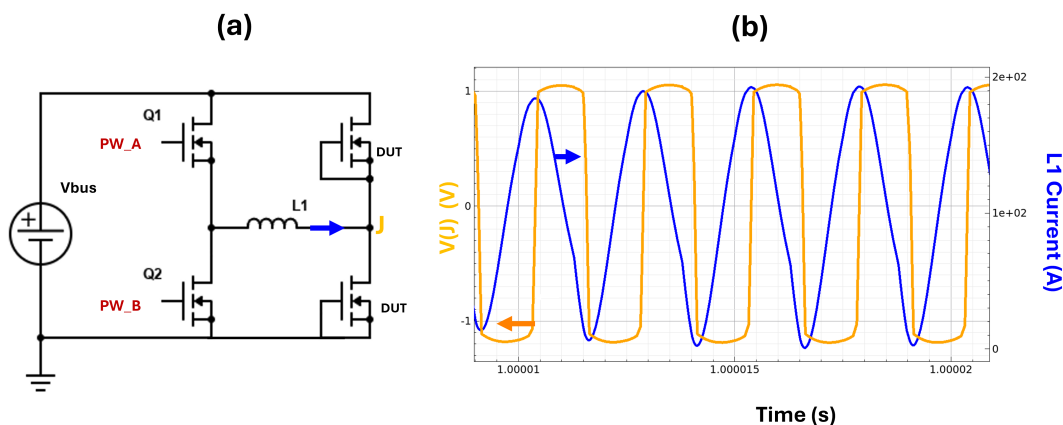 (a)
(b)
Q1
PW_A
DUT
Vbus
+
L1
J
Q2
PW_B
DUT
V(J) (V)
1
0
-1
2e+02
1e+02
0
L1 Current (A)
1.00001
1.000015
1.00002
Time (s)